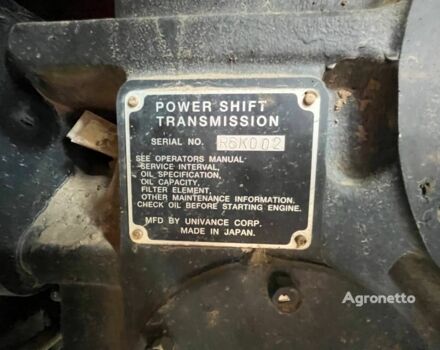 POWER SHIFT
TRANSMISSION
SERIAL NO. R5K002
SEE OPERATORS MANUAL
SERVICE INTERVAL,
OIL SPECIFICATION,
OIL CAPACITY,
FILTER ELEMENT,
OTHER MAINTENANCE INFORMATION.
CHECK OIL BEFORE STARTING ENGINE.
MFD BY UNIVANCE CORP.
MADE IN JAPAN.
Agronetto